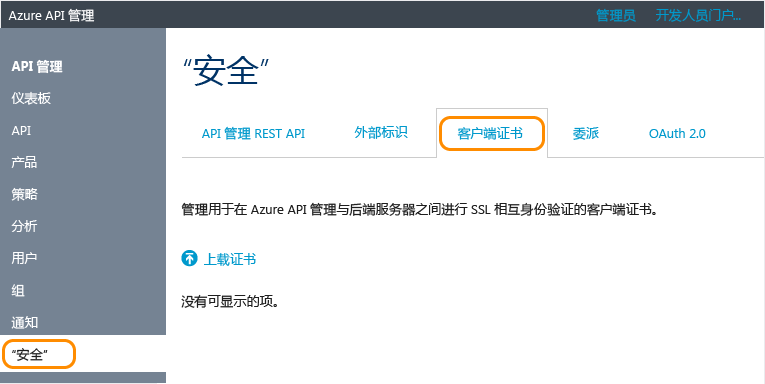 Azure API 管理
管理员 开发人员门户...
API 管理
仪表板
API
产品
策略
分析
用户
组
通知
“安全”
“安全”
API 管理 REST API 外部标识 客户端证书 委派 OAuth 2.0
管理用于在 Azure API 管理与后端服务器之间进行 SSL 相互身份验证的客户端证书。
上载证书
没有可显示的项。